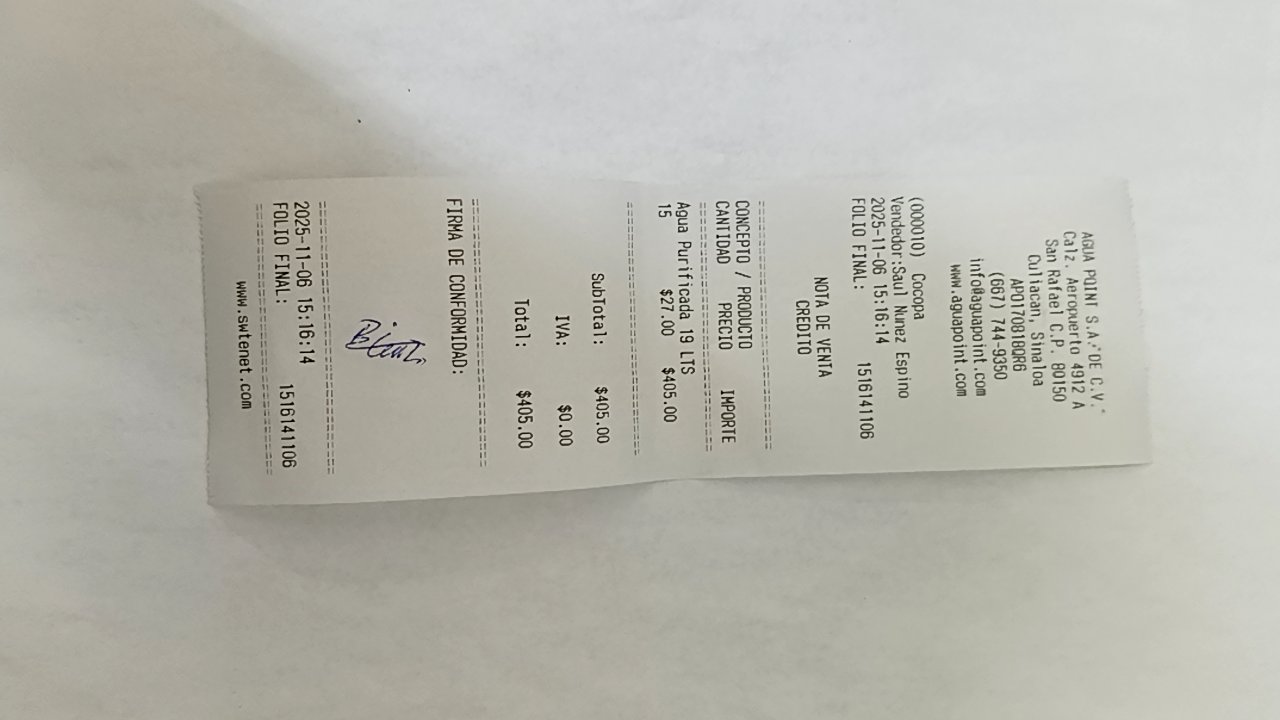 AGUA POINT S.A. DE C.V.
Calz. Aeropuerto 4912 A
San Rafael C.P. 80150
Culiacan, Sinaloa
APO170818QR6
(667) 744-9350
info@aguapoint.com
www.aguapoint.com
(000010) Cocopa
Vendedor:Saul Nunez Espino
2025-11-06 15:16:14
FOLIO FINAL: 1516141106
NOTA DE VENTA
CREDITO
================================
CONCEPTO / PRODUCTO
CANTIDAD PRECIO IMPORTE
================================
Agua Purificada 19 LTS
15 $27.00 $405.00
================================
SubTotal: $405.00
IVA: $0.00
Total: $405.00
================================
FIRMA DE CONFORMIDAD:
================================
2025-11-06 15:16:14
FOLIO FINAL: 1516141106
================================
www.swtenet.com